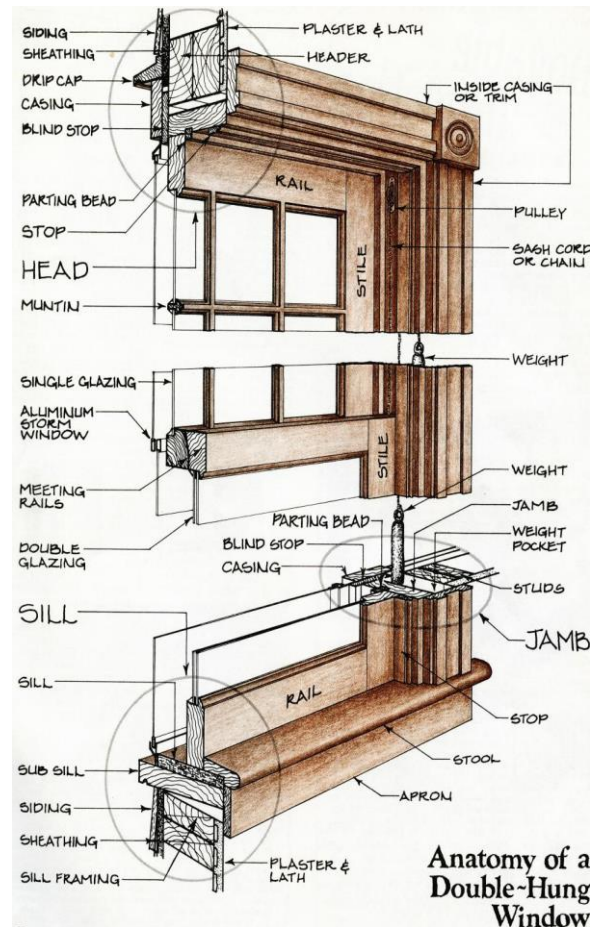 SIDING
SHEATHING
DRIP CAP
CASING
BLIND STOP
PARTING BEAD
STOP
HEAD
MUNTIN
PLASTER & LATH
HEADER
INSIDE CASING
OR TRIM
RAIL
STILE
PULLEY
SASH CORD
OR CHAIN
WEIGHT
SINGLE GLAZING
ALUMINUM
STORM
WINDOW
MEETING
RAILS
DOUBLE
GLAZING
STILE
WEIGHT
PARTING BEAD
BLIND STOP
CASING
JAMB
WEIGHT
POCKET
STUDS
JAMB
SILL
SILL
RAIL
STOP
STOOL
APRON
SUB SILL
SIDING
SHEATHING
SILL FRAMING
PLASTER &
LATH
Anatomy of a
Double-Hung
Window